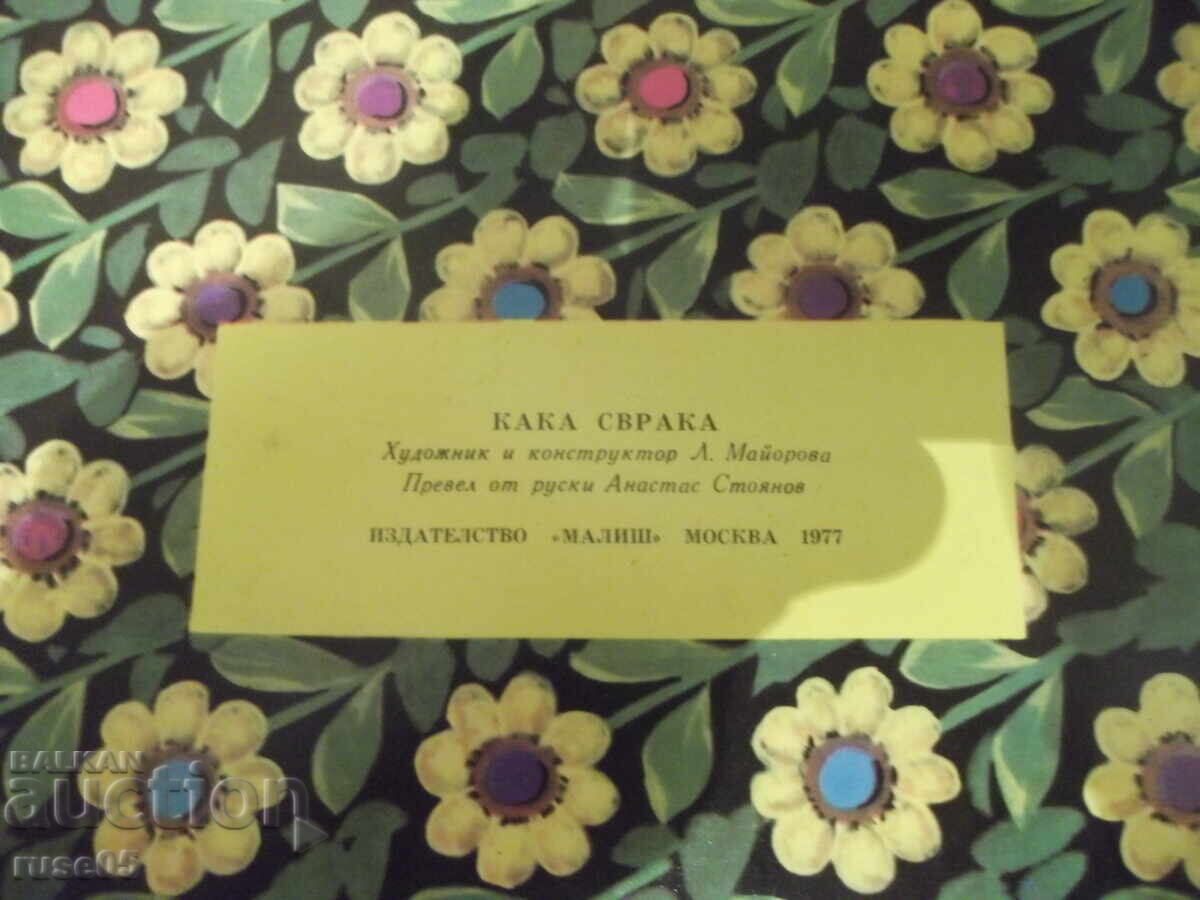 КАКА СВРАКА
Художник и конструктор Л. Майорова
Превел от руски Анастас Стоянов
ИЗДАТЕЛСТВО «МАЛИШ» МОСКВА 1977
BALKAN
auction
ruse05